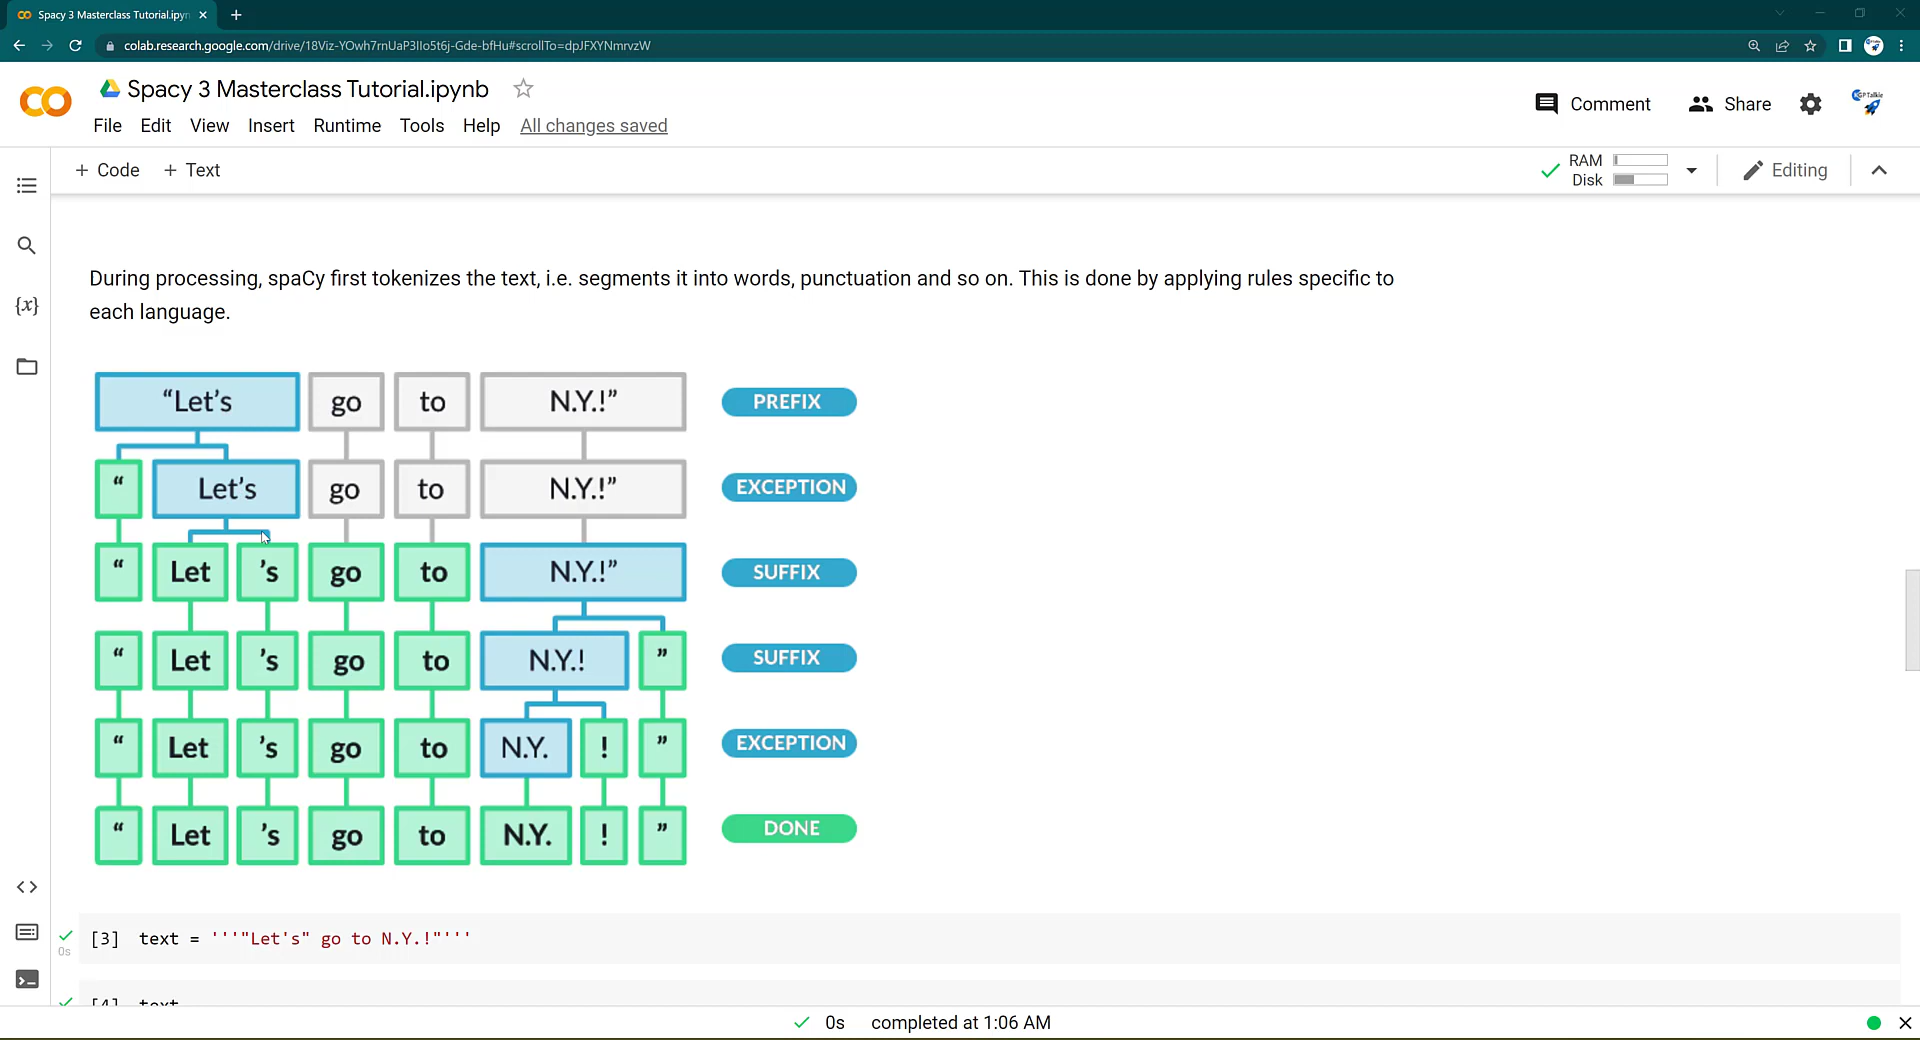 Spacy 3 Masterclass Tutorial.ipyn
colab.research.google.com/drive/18Viz-YOwh7rnUaP3IIo5t6j-Gde-bfHu#scrollTo=dpJFXYNmrvzW
Spacy 3 Masterclass Tutorial.ipynb
Comment Share
KGP Talkie
File Edit View Insert Runtime Tools Help All changes saved
+ Code + Text
RAM
Disk
Editing
{x}
During processing, spaCy first tokenizes the text, i.e. segments it into words, punctuation and so on. This is done by applying rules specific to
each language.
“Let’s go to N.Y.!” PREFIX
“ Let’s go to N.Y.!” EXCEPTION
“ Let ’s go to N.Y.!” SUFFIX
“ Let ’s go to N.Y.! ” SUFFIX
“ Let ’s go to N.Y. ! ” EXCEPTION
“ Let ’s go to N.Y. ! ” DONE
[3] text = '''"Let's" go to N.Y.!"'''
0s
[4] text
0s completed at 1:06 AM